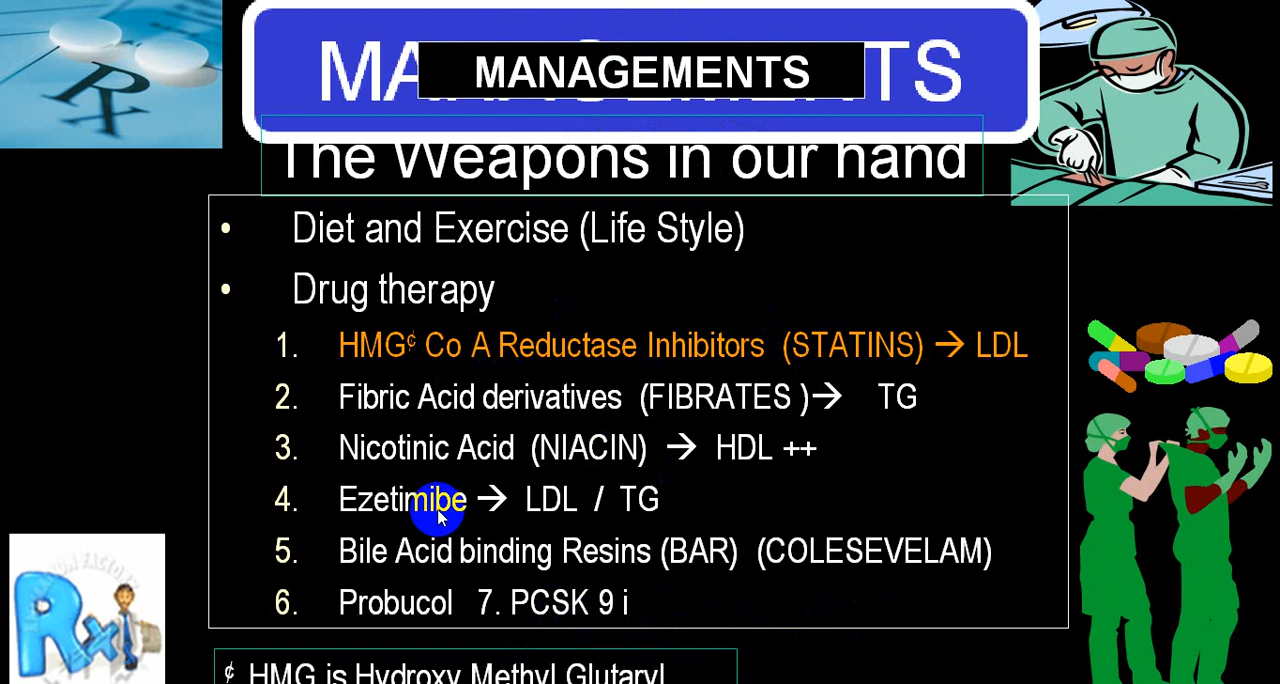 MANAGEMENTS
The Weapons in our hand
• Diet and Exercise (Life Style)
• Drug therapy
1. HMG¢ Co A Reductase Inhibitors (STATINS) → LDL
2. Fibric Acid derivatives (FIBRATES )→ TG
3. Nicotinic Acid (NIACIN) → HDL ++
4. Ezetimibe → LDL / TG
5. Bile Acid binding Resins (BAR) (COLESEVELAM)
6. Probucol 7. PCSK 9 i
¢ HMG is Hydroxy Methyl Glutaryl
Rx
Rx